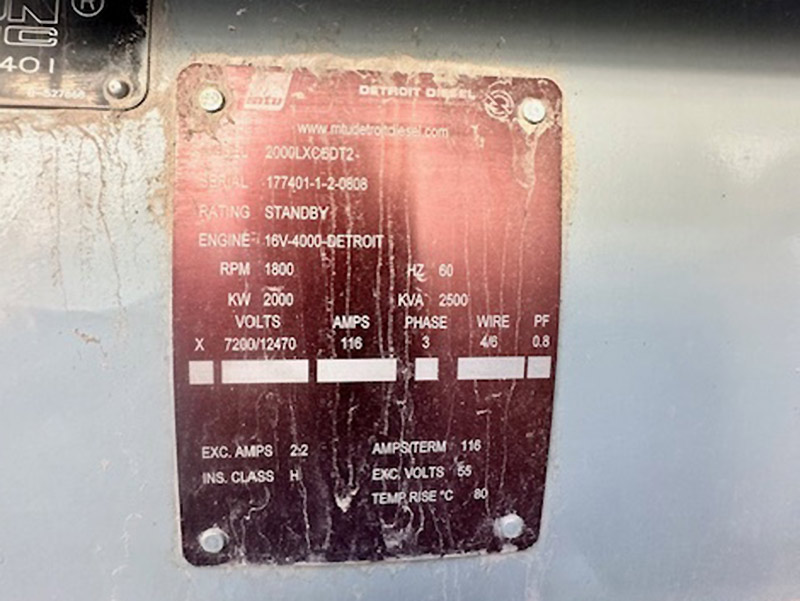 ®
401
mtu
DETROIT DIESEL
www.mtudetroitdiesel.com
2000LXC6DT2-
SERIAL 177401-1-2-0808
RATING STANDBY
ENGINE 16V-4000-DETROIT
RPM 1800 HZ 60
KW 2000 KVA 2500
VOLTS AMPS PHASE WIRE PF
X 7200/12470 116 3 4/6 0.8
EXC. AMPS 2.2 AMPS/TERM 116
INS. CLASS H EXC. VOLTS 55
TEMP.RISE °C 80